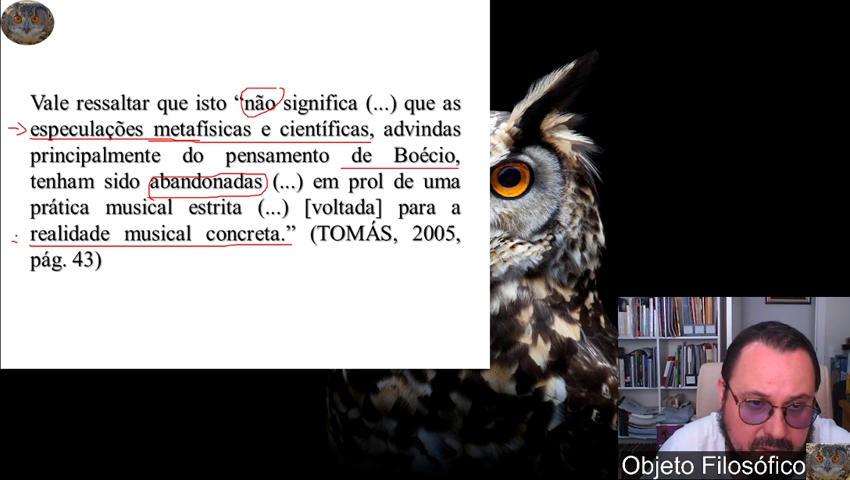 Vale ressaltar que isto “não significa (...) que as
especulações metafísicas e científicas, advindas
principalmente do pensamento de Boécio,
tenham sido abandonadas (...) em prol de uma
prática musical estrita (...) [voltada] para a
realidade musical concreta.” (TOMÁS, 2005,
pág. 43)
Objeto Filosófico